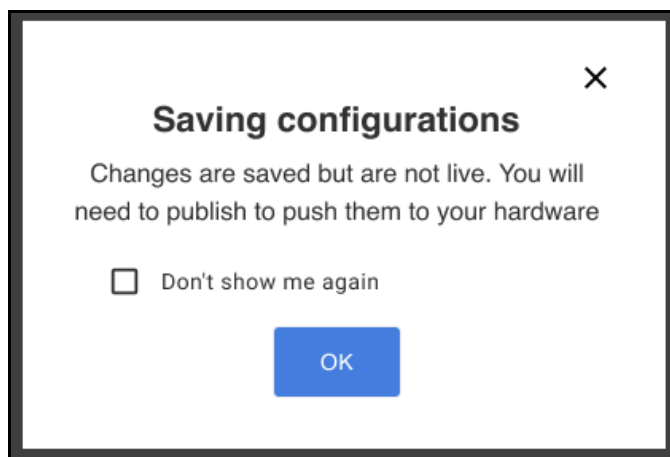 Saving configurations
Changes are saved but are not live. You will
need to publish to push them to your hardware
Don't show me again
OK